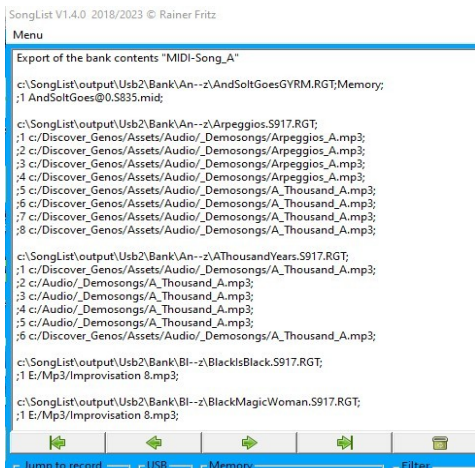 SongList V1.4.0 2018/2023 © Rainer Fritz
Menu
Export of the bank contents "MIDI-Song_A"
c:\SongList\output\Usb2\Bank\An--z\AndSoltGoesGYRM.RGT;Memory;
;1 AndSoltGoes@0.S835.mid;
c:\SongList\output\Usb2\Bank\An--z\Arpeggios.S917.RGT;
;1 c:/Discover_Genos/Assets/Audio/_Demosongs/Arpeggios_A.mp3;
;2 c:/Discover_Genos/Assets/Audio/_Demosongs/Arpeggios_A.mp3;
;3 c:/Discover_Genos/Assets/Audio/_Demosongs/Arpeggios_A.mp3;
;4 c:/Discover_Genos/Assets/Audio/_Demosongs/Arpeggios_A.mp3;
;5 c:/Discover_Genos/Assets/Audio/_Demosongs/A_Thousand_A.mp3;
;6 c:/Discover_Genos/Assets/Audio/_Demosongs/A_Thousand_A.mp3;
;7 c:/Discover_Genos/Assets/Audio/_Demosongs/A_Thousand_A.mp3;
;8 c:/Discover_Genos/Assets/Audio/_Demosongs/A_Thousand_A.mp3;
c:\SongList\output\Usb2\Bank\An--z\AThousandYears.S917.RGT;
;1 c:/Discover_Genos/Assets/Audio/_Demosongs/A_Thousand_A.mp3;
;2 c:/Audio/_Demosongs/A_Thousand_A.mp3;
;3 c:/Audio/_Demosongs/A_Thousand_A.mp3;
;4 c:/Audio/_Demosongs/A_Thousand_A.mp3;
;5 c:/Audio/_Demosongs/A_Thousand_A.mp3;
;6 c:/Discover_Genos/Assets/Audio/_Demosongs/A_Thousand_A.mp3;
c:\SongList\output\Usb2\Bank\Bl--z\BlackIsBlack.S917.RGT;
;1 E:/Mp3/Improvisation 8.mp3;
c:\SongList\output\Usb2\Bank\Bl--z\BlackMagicWoman.S917.RGT;
;1 E:/Mp3/Improvisation 8.mp3;
Jump to record USB Memory Filter